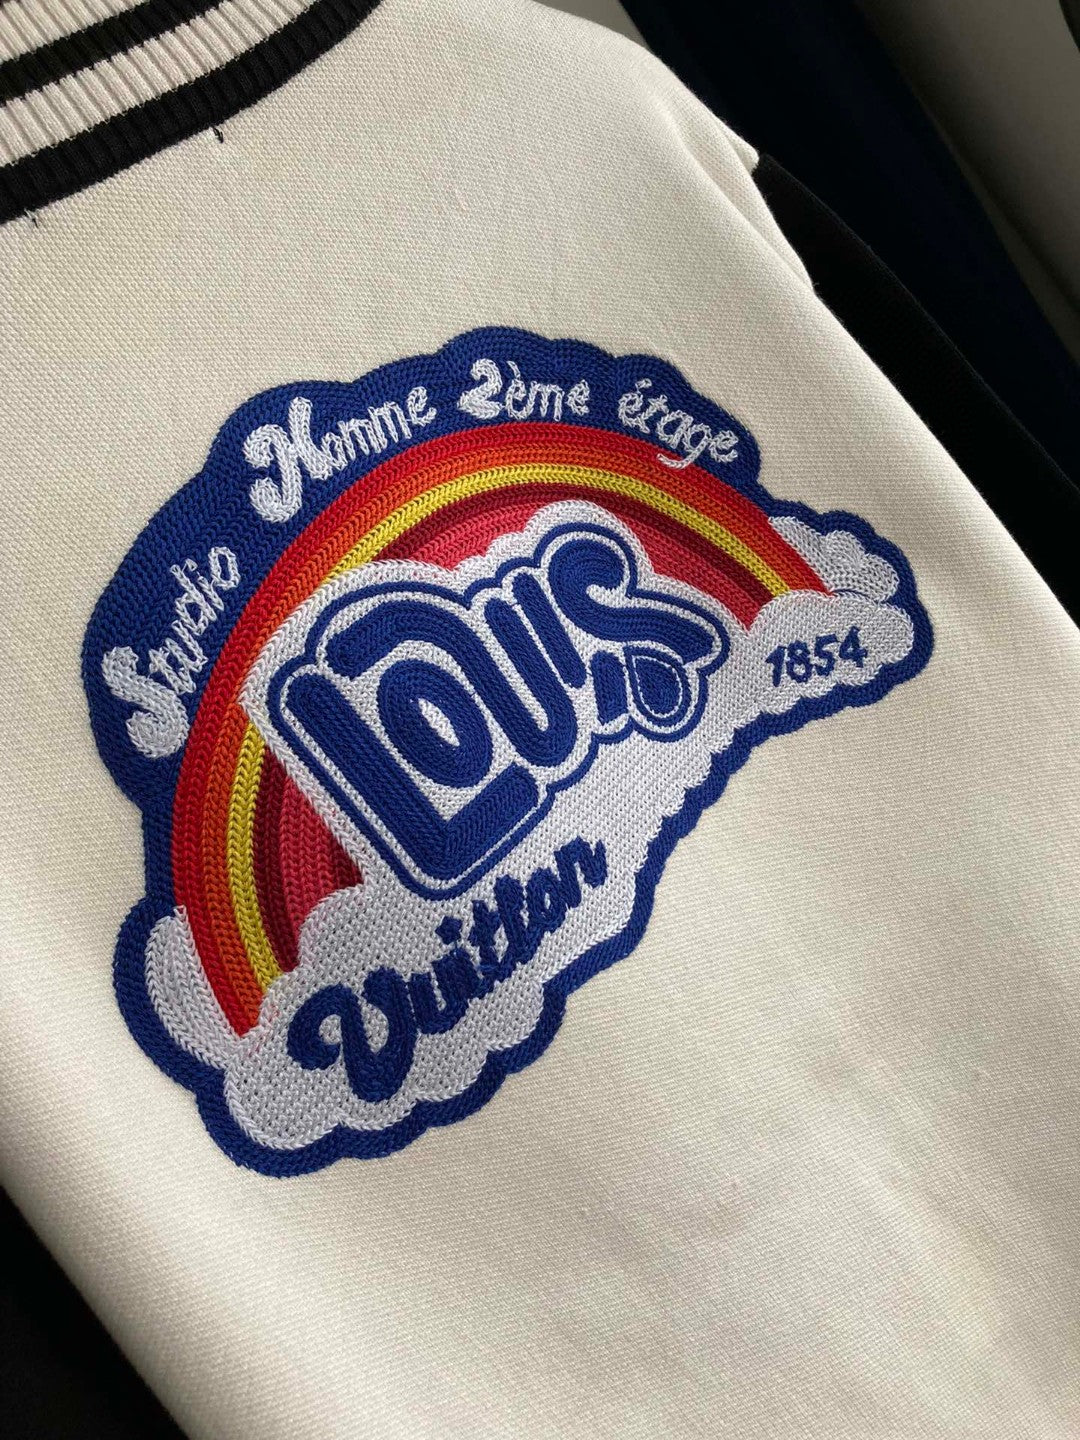 Studio Homme 2ème étage
LOUIS
1854
Vuitton